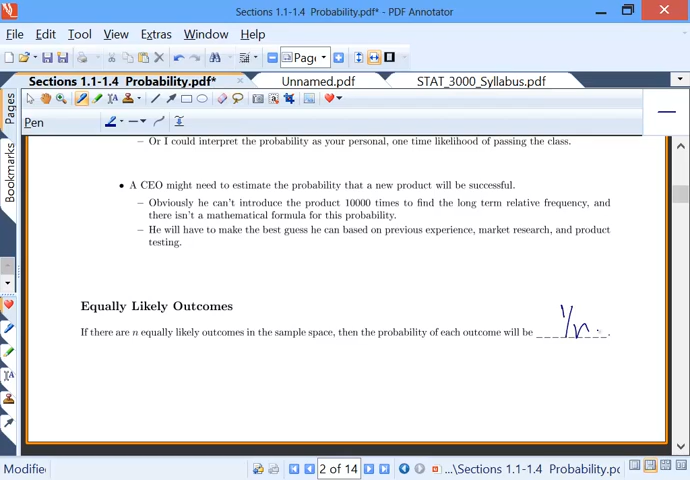 Sections 1.1-1.4 Probability.pdf* - PDF Annotator
File Edit Tool View Extras Window Help
Page
Sections 1.1-1.4 Probability.pdf* Unnamed.pdf STAT_3000_Syllabus.pdf
Pen
Pages
Bookmarks
– Or I could interpret the probability as your personal, one time likelihood of passing the class.
• A CEO might need to estimate the probability that a new product will be successful.
– Obviously he can't introduce the product 10000 times to find the long term relative frequency, and
there isn't a mathematical formula for this probability.
– He will have to make the best guess he can based on previous experience, market research, and product
testing.
Equally Likely Outcomes
If there are n equally likely outcomes in the sample space, then the probability of each outcome will be 1/n.
Modifie 2 of 14 ...\Sections 1.1-1.4 Probability.pd